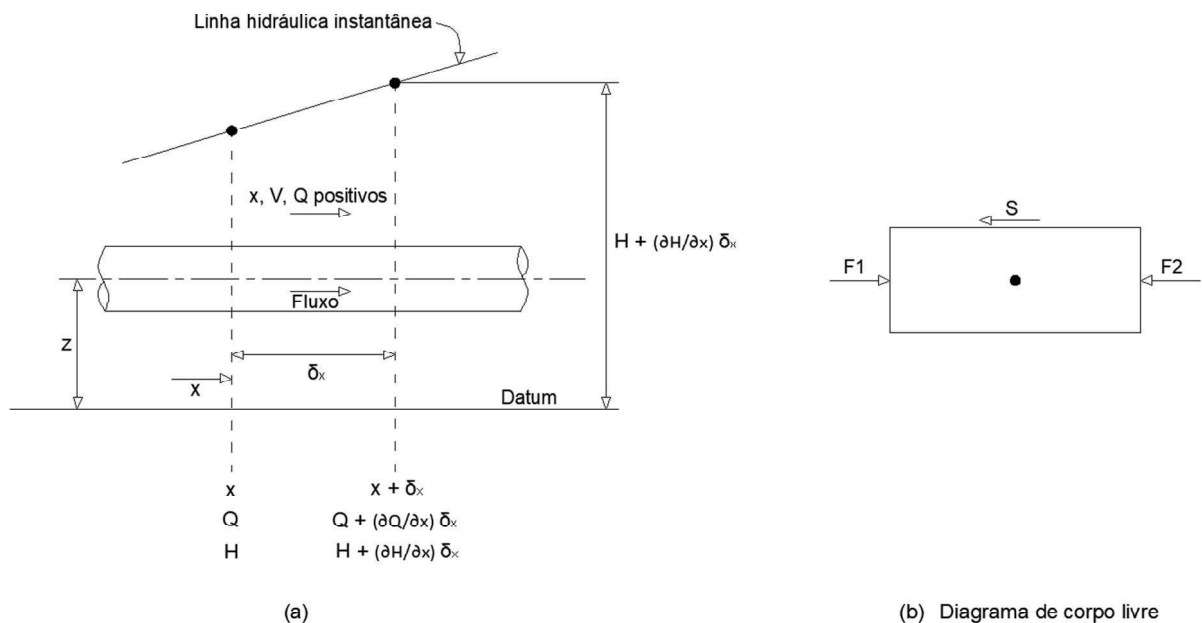 Linha hidráulica instantânea
x, V, Q positivos
H + (∂H/∂x) δx
S
F1
F2
Fluxo
z
δx
x
Datum
x
x + δx
Q
Q + (∂Q/∂x) δx
H
H + (∂H/∂x) δx
(a)
(b) Diagrama de corpo livre